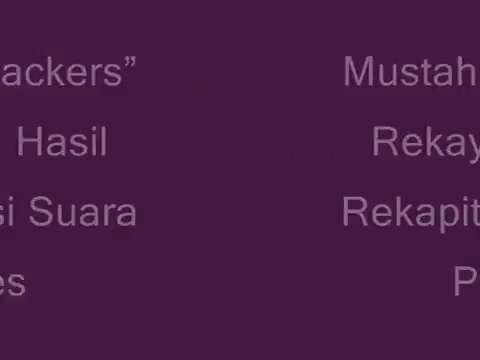 ackers” Mustah
Hasil Rekay
si Suara Rekapit
es P